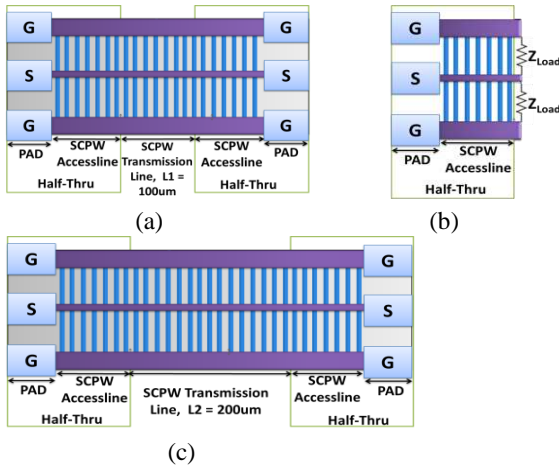 G G
S S
G G
PAD SCPW Accessline SCPW Transmission Line, L1 = 100um SCPW Accessline PAD
Half-Thru Half-Thru
(a)
G
S
G
ZLoad
ZLoad
PAD SCPW Accessline
Half-Thru
(b)
G G
S S
G G
PAD SCPW Accessline SCPW Transmission Line, L2 = 200um SCPW Accessline PAD
Half-Thru Half-Thru
(c)